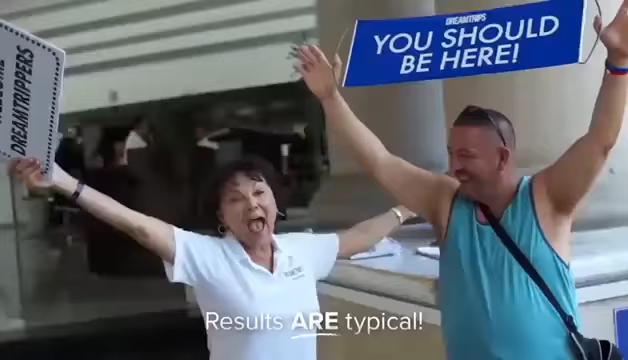 DREAMTRIPPERS
DREAMTRIPS
YOU SHOULD
BE HERE!
Results ARE typical!